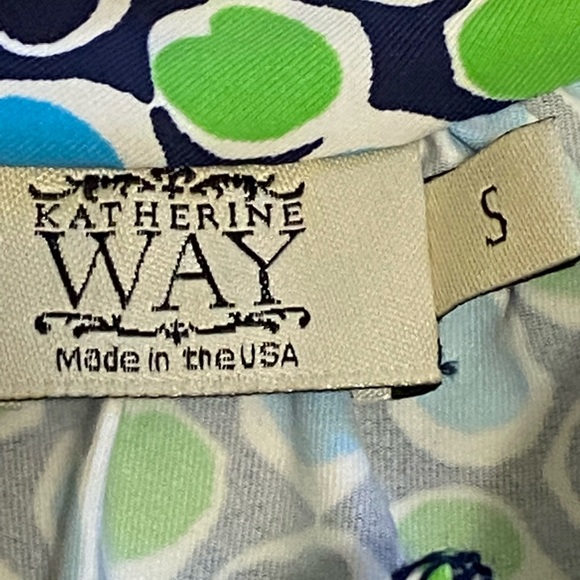 KATHERINE
WAY
Made in the USA
S